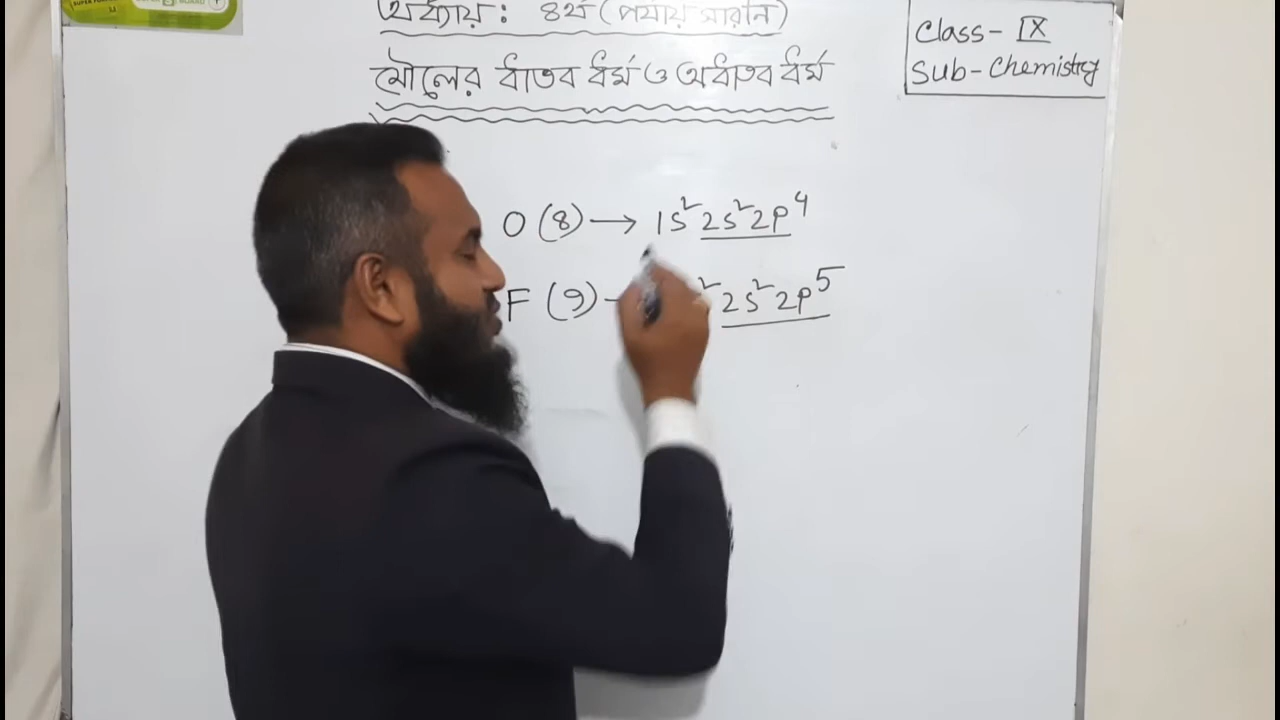 অধ্যায় : ৪র্থ (পর্যায় সারনি)
Class - IX
Sub - Chemistry
মৌলের ধাতব ধর্ম ও অধাতব ধর্ম
O (8) → 1s² 2s² 2p⁴
F (9) ² 2s² 2p⁵